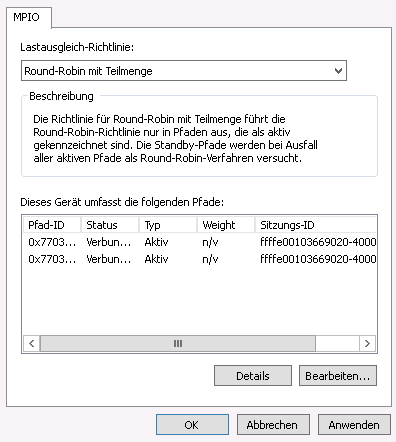 MPIO
Lastausgleich-Richtlinie:
Round-Robin mit Teilmenge
Beschreibung
Die Richtlinie für Round-Robin mit Teilmenge führt die
Round-Robin-Richtlinie nur in Pfaden aus, die als aktiv
gekennzeichnet sind. Die Standby-Pfade werden bei Ausfall
aller aktiven Pfade als Round-Robin-Verfahren versucht.
Dieses Gerät umfasst die folgenden Pfade:
Pfad-ID Status Typ Weight Sitzungs-ID
0x7703... Verbun... Aktiv n/v ffffe00103669020-4000
0x7703... Verbun... Aktiv n/v ffffe00103669020-4000
Details Bearbeiten...
OK Abbrechen Anwenden